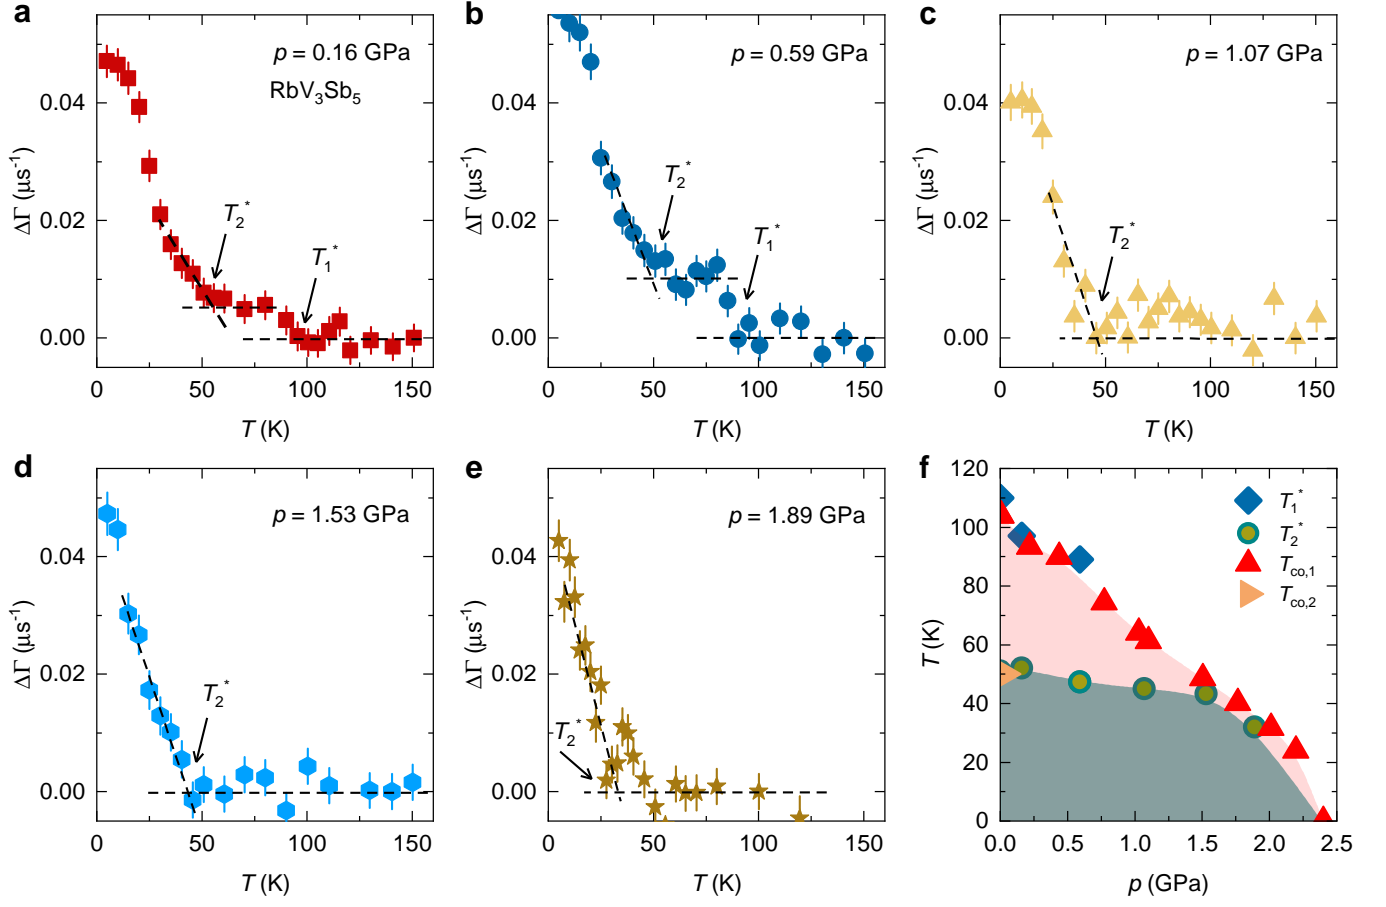 a
p = 0.16 GPa
RbV₃Sb₅
T₂*
T₁*
0.04
0.02
0.00
ΔΓ (μs⁻¹)
0 50 100 150
T (K)
b
p = 0.59 GPa
T₂*
T₁*
ΔΓ (μs⁻¹)
0.04
0.02
0.00
0 50 100 150
T (K)
c
p = 1.07 GPa
T₂*
ΔΓ (μs⁻¹)
0.04
0.02
0.00
0 50 100 150
T (K)
d
p = 1.53 GPa
T₂*
ΔΓ (μs⁻¹)
0.04
0.02
0.00
0 50 100 150
T (K)
e
p = 1.89 GPa
T₂*
ΔΓ (μs⁻¹)
0.04
0.02
0.00
0 50 100 150
T (K)
f
T₁*
T₂*
T co,1
T co,2
T (K)
120
100
80
60
40
20
0
0.0 0.5 1.0 1.5 2.0 2.5
p (GPa)